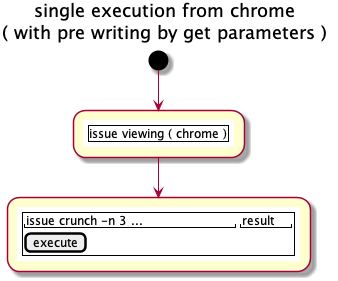 single execution from chrome
( with pre writing by get parameters )
issue viewing ( chrome )
issue crunch -n 3 ... result
execute